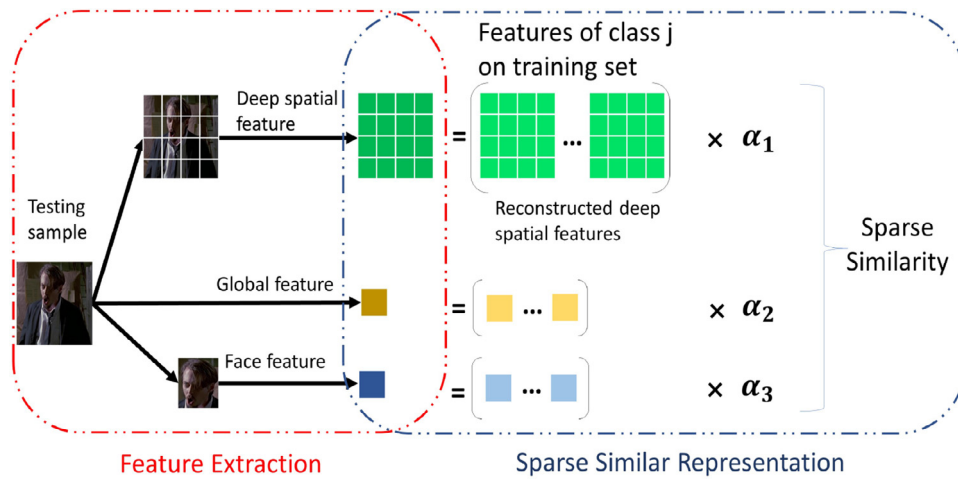 Features of class j
on training set
Deep spatial
feature
= ... × α₁
Reconstructed deep
spatial features
Testing
sample
Sparse
Similarity
Global feature
= ... × α₂
Face feature
= ... × α₃
Feature Extraction
Sparse Similar Representation